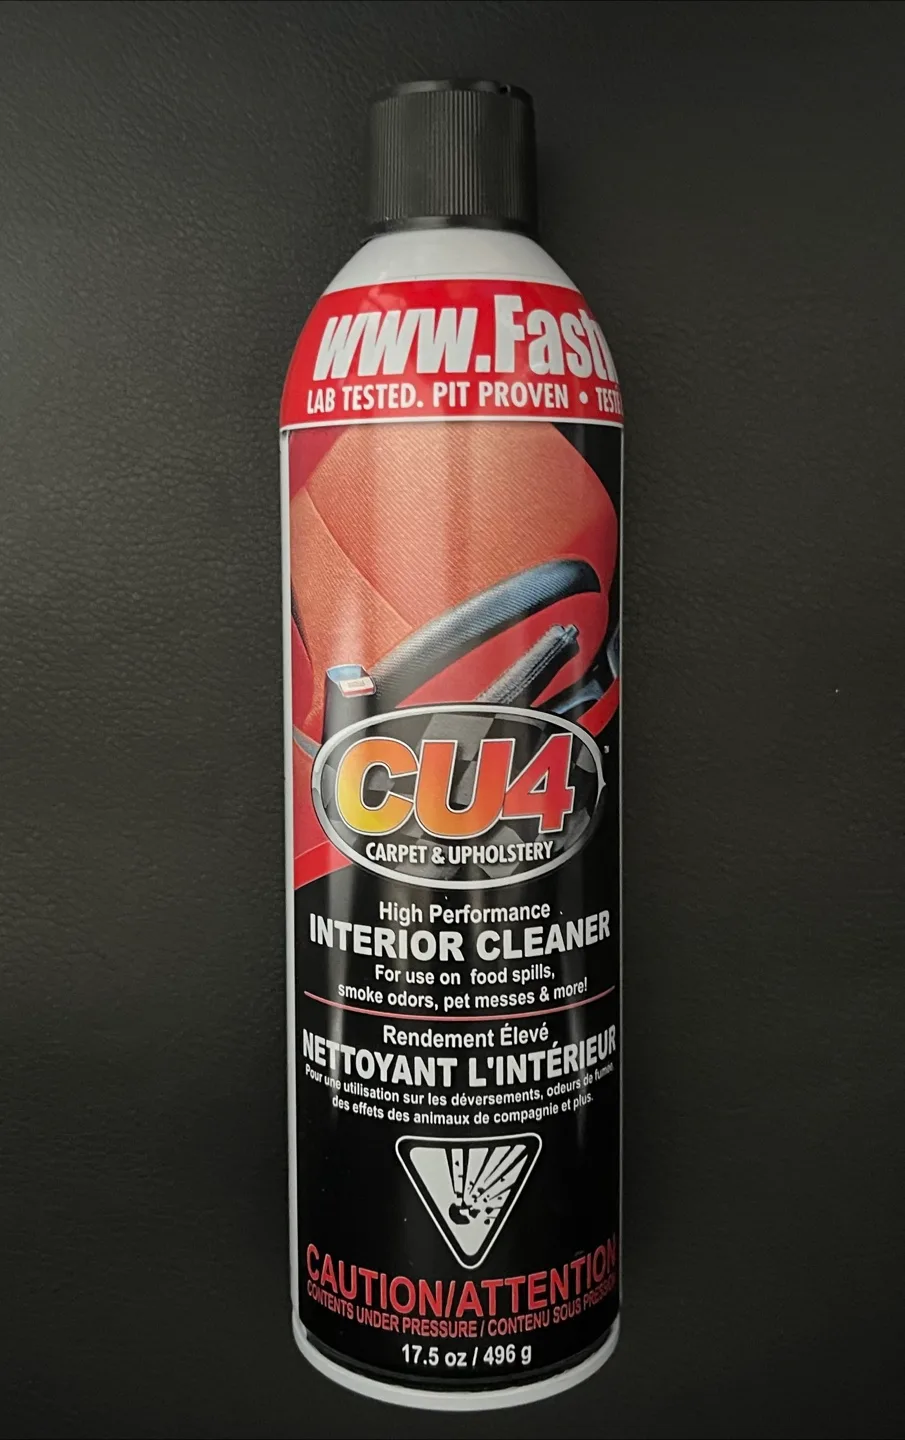 LAB TESTED. PIT PROVEN •
CU4 ™
CARPET & UPHOLSTERY
High Performance
INTERIOR CLEANER
For use on food spills,
smoke odors, pet messes & more!
Rendement Élevé
NETTOYANT L'INTÉRIEUR
Pour une utilisation sur les déversements, odeurs de fumée,
des effets des animaux de compagnie et plus.
CAUTION/ATTENTION
CONTENTS UNDER PRESSURE / CONTENU SOUS PRESSION
17.5 oz / 496 g